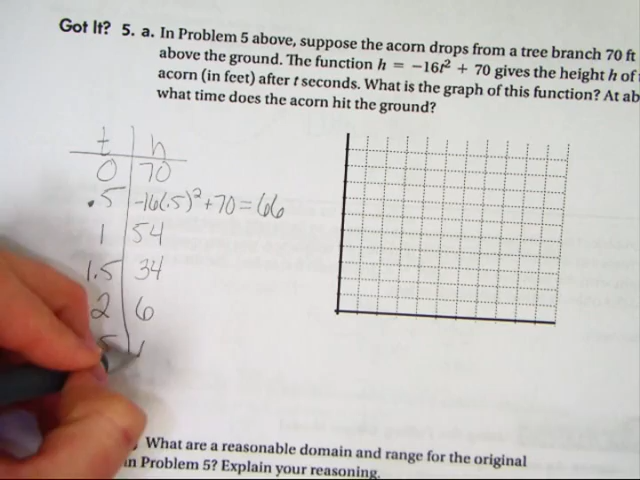 Got It? 5. a. In Problem 5 above, suppose the acorn drops from a tree branch 70 ft
above the ground. The function h = −16t² + 70 gives the height h of
acorn (in feet) after t seconds. What is the graph of this function? At ab
what time does the acorn hit the ground?
t h
0 70
.5 -16(.5)²+70=66
1 54
1.5 34
2 6
What are a reasonable domain and range for the original
in Problem 5? Explain your reasoning.